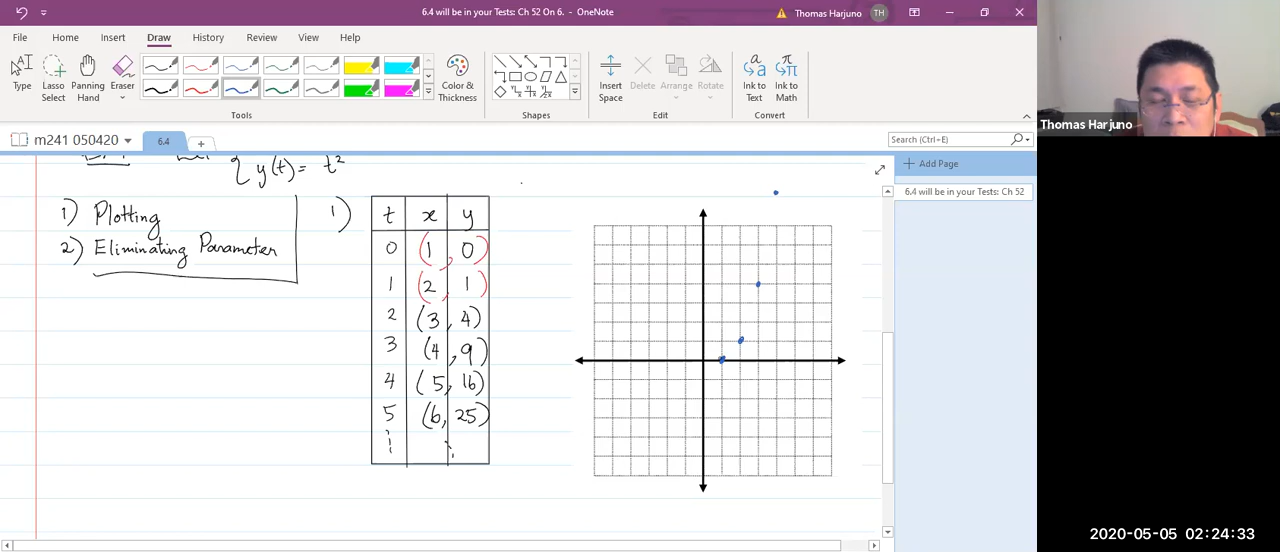 6.4 will be in your Tests: Ch 52 On 6. - OneNote
Thomas Harjuno
TH
File Home Insert Draw History Review View Help
Type
Lasso Select
Panning Hand
Eraser
Color & Thickness
Insert Space
Delete
Arrange
Rotate
Ink to Text
Ink to Math
Tools
Shapes
Edit
Convert
Thomas Harjuno
m241 050420
6.4
Search (Ctrl+E)
Add Page
6.4 will be in your Tests: Ch 52
y(t) = t²
1) Plotting
2) Eliminating Parameter
1)
t x y
0 (1, 0)
1 (2, 1)
2 (3, 4)
3 (4, 9)
4 (5, 16)
5 (6, 25)
2020-05-05 02:24:33